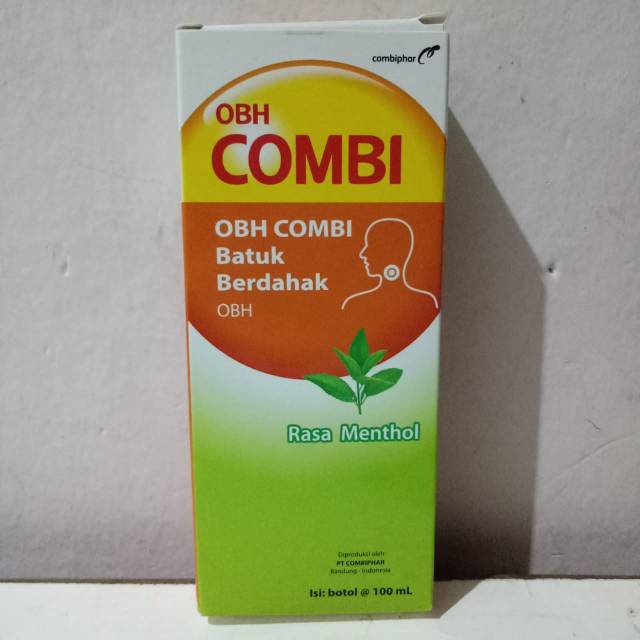 combiphar
OBH
COMBI
OBH COMBI
Batuk
Berdahak
OBH
Rasa Menthol
Diproduksi oleh
PT COMBIPHAR
Bandung - Indonesia
Isi: botol @ 100 mL